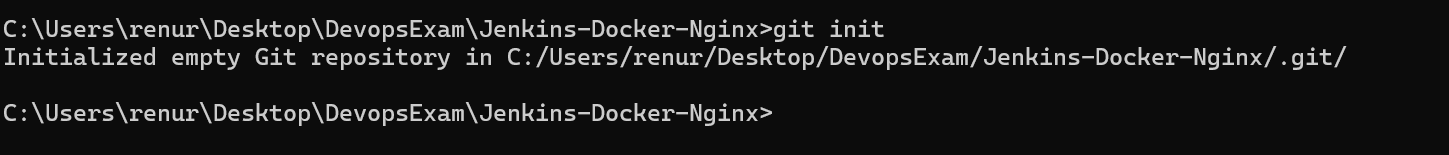 C:\Users\renur\Desktop\DevopsExam\Jenkins-Docker-Nginx>git init
Initialized empty Git repository in C:/Users/renur/Desktop/DevopsExam/Jenkins-Docker-Nginx/.git/
C:\Users\renur\Desktop\DevopsExam\Jenkins-Docker-Nginx>